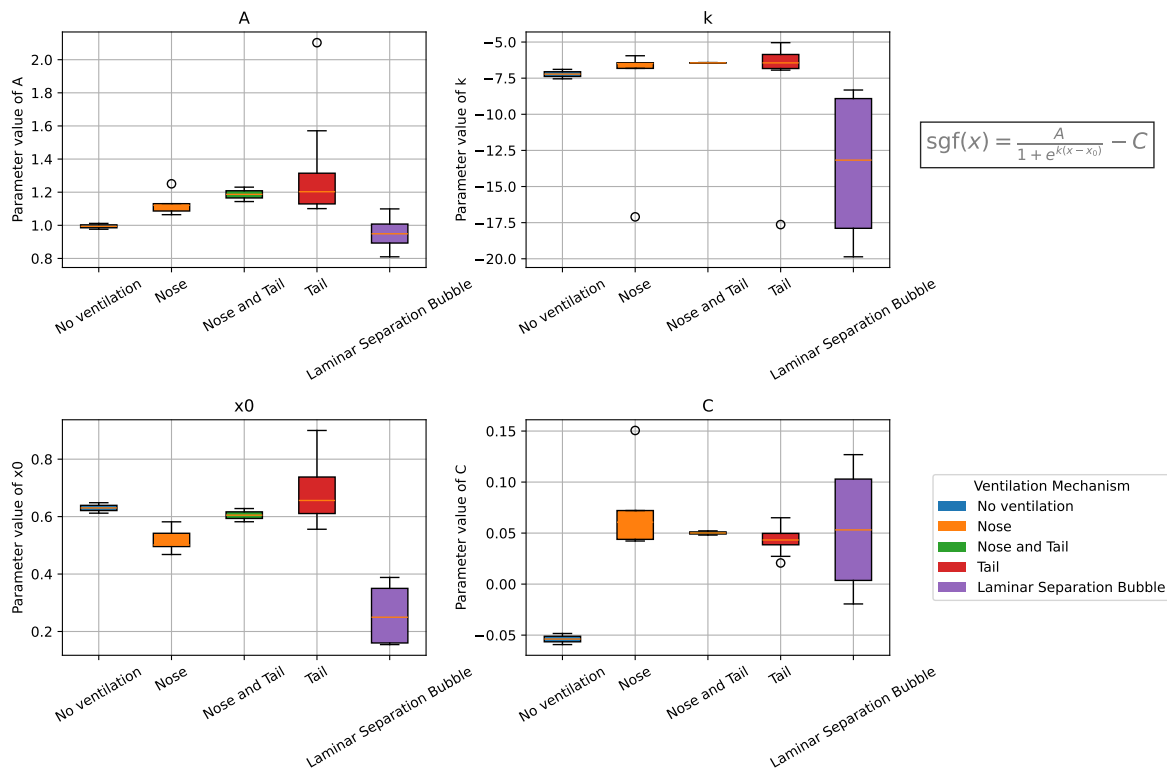 A
Parameter value of A
2.0
1.8
1.6
1.4
1.2
1.0
0.8
No ventilation
Nose
Nose and Tail
Tail
Laminar Separation Bubble
k
Parameter value of k
−5.0
−7.5
−10.0
−12.5
−15.0
−17.5
−20.0
No ventilation
Nose
Nose and Tail
Tail
Laminar Separation Bubble
sgf(x) = A / (1 + e^{k(x−x₀)}) − C
x0
Parameter value of x0
0.8
0.6
0.4
0.2
No ventilation
Nose
Nose and Tail
Tail
Laminar Separation Bubble
C
Parameter value of C
0.15
0.10
0.05
0.00
−0.05
No ventilation
Nose
Nose and Tail
Tail
Laminar Separation Bubble
Ventilation Mechanism
No ventilation
Nose
Nose and Tail
Tail
Laminar Separation Bubble